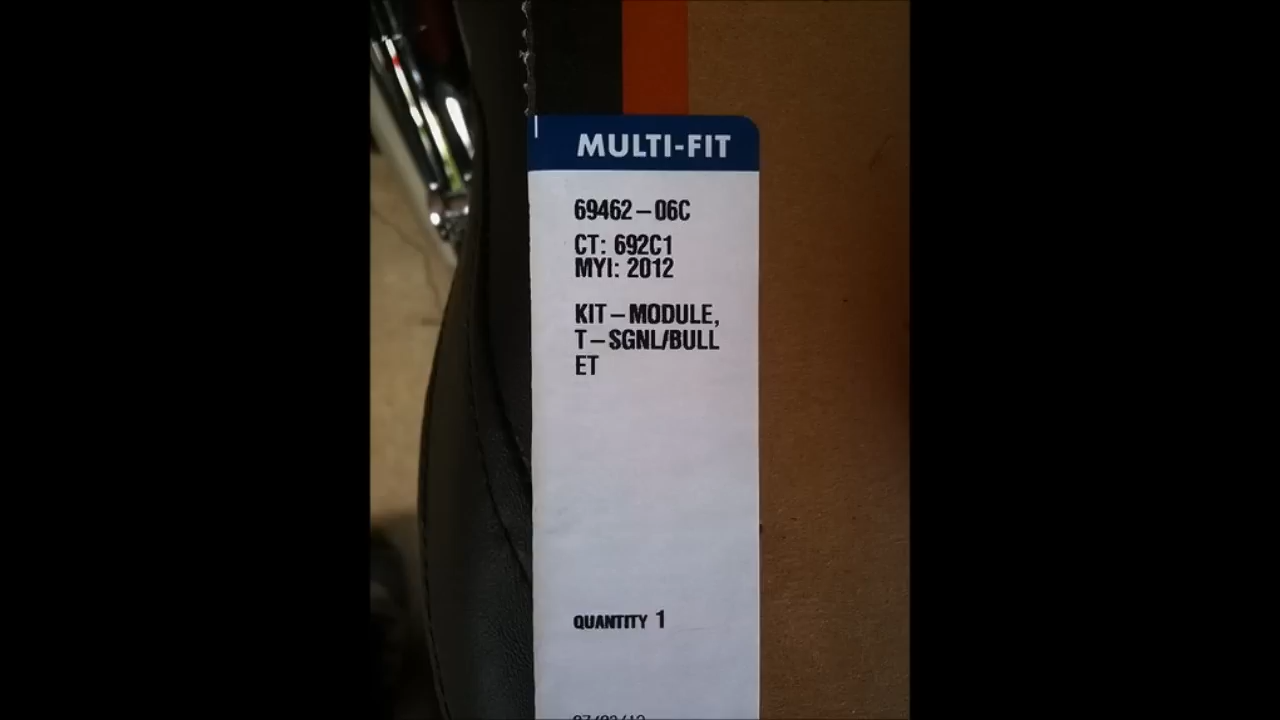 MULTI-FIT
69462-06C
CT: 692C1
MYI: 2012
KIT-MODULE,
T-SGNL/BULL
ET
QUANTITY 1